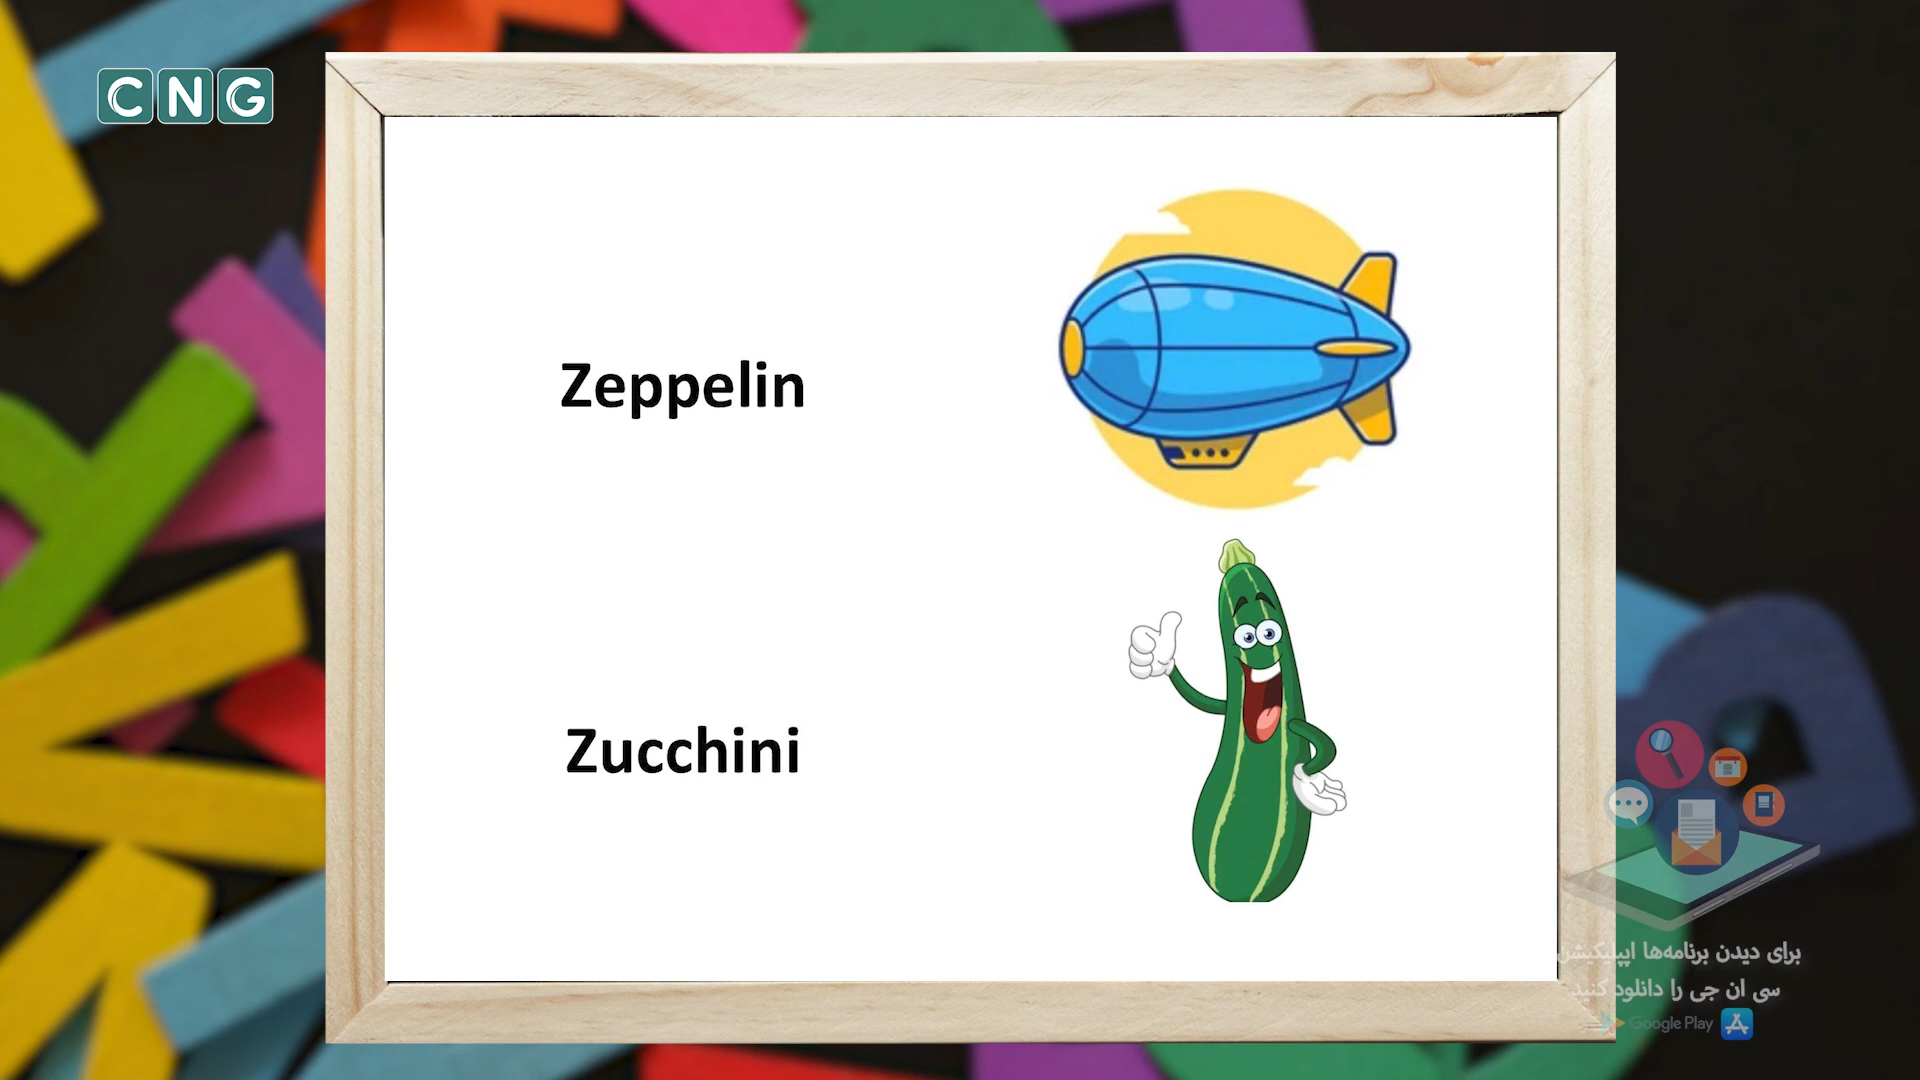 CNG
Zeppelin
Zucchini
برای دیدن برنامه‌ها اپلیکیشن
سی ان جی را دانلود کنید
Google Play